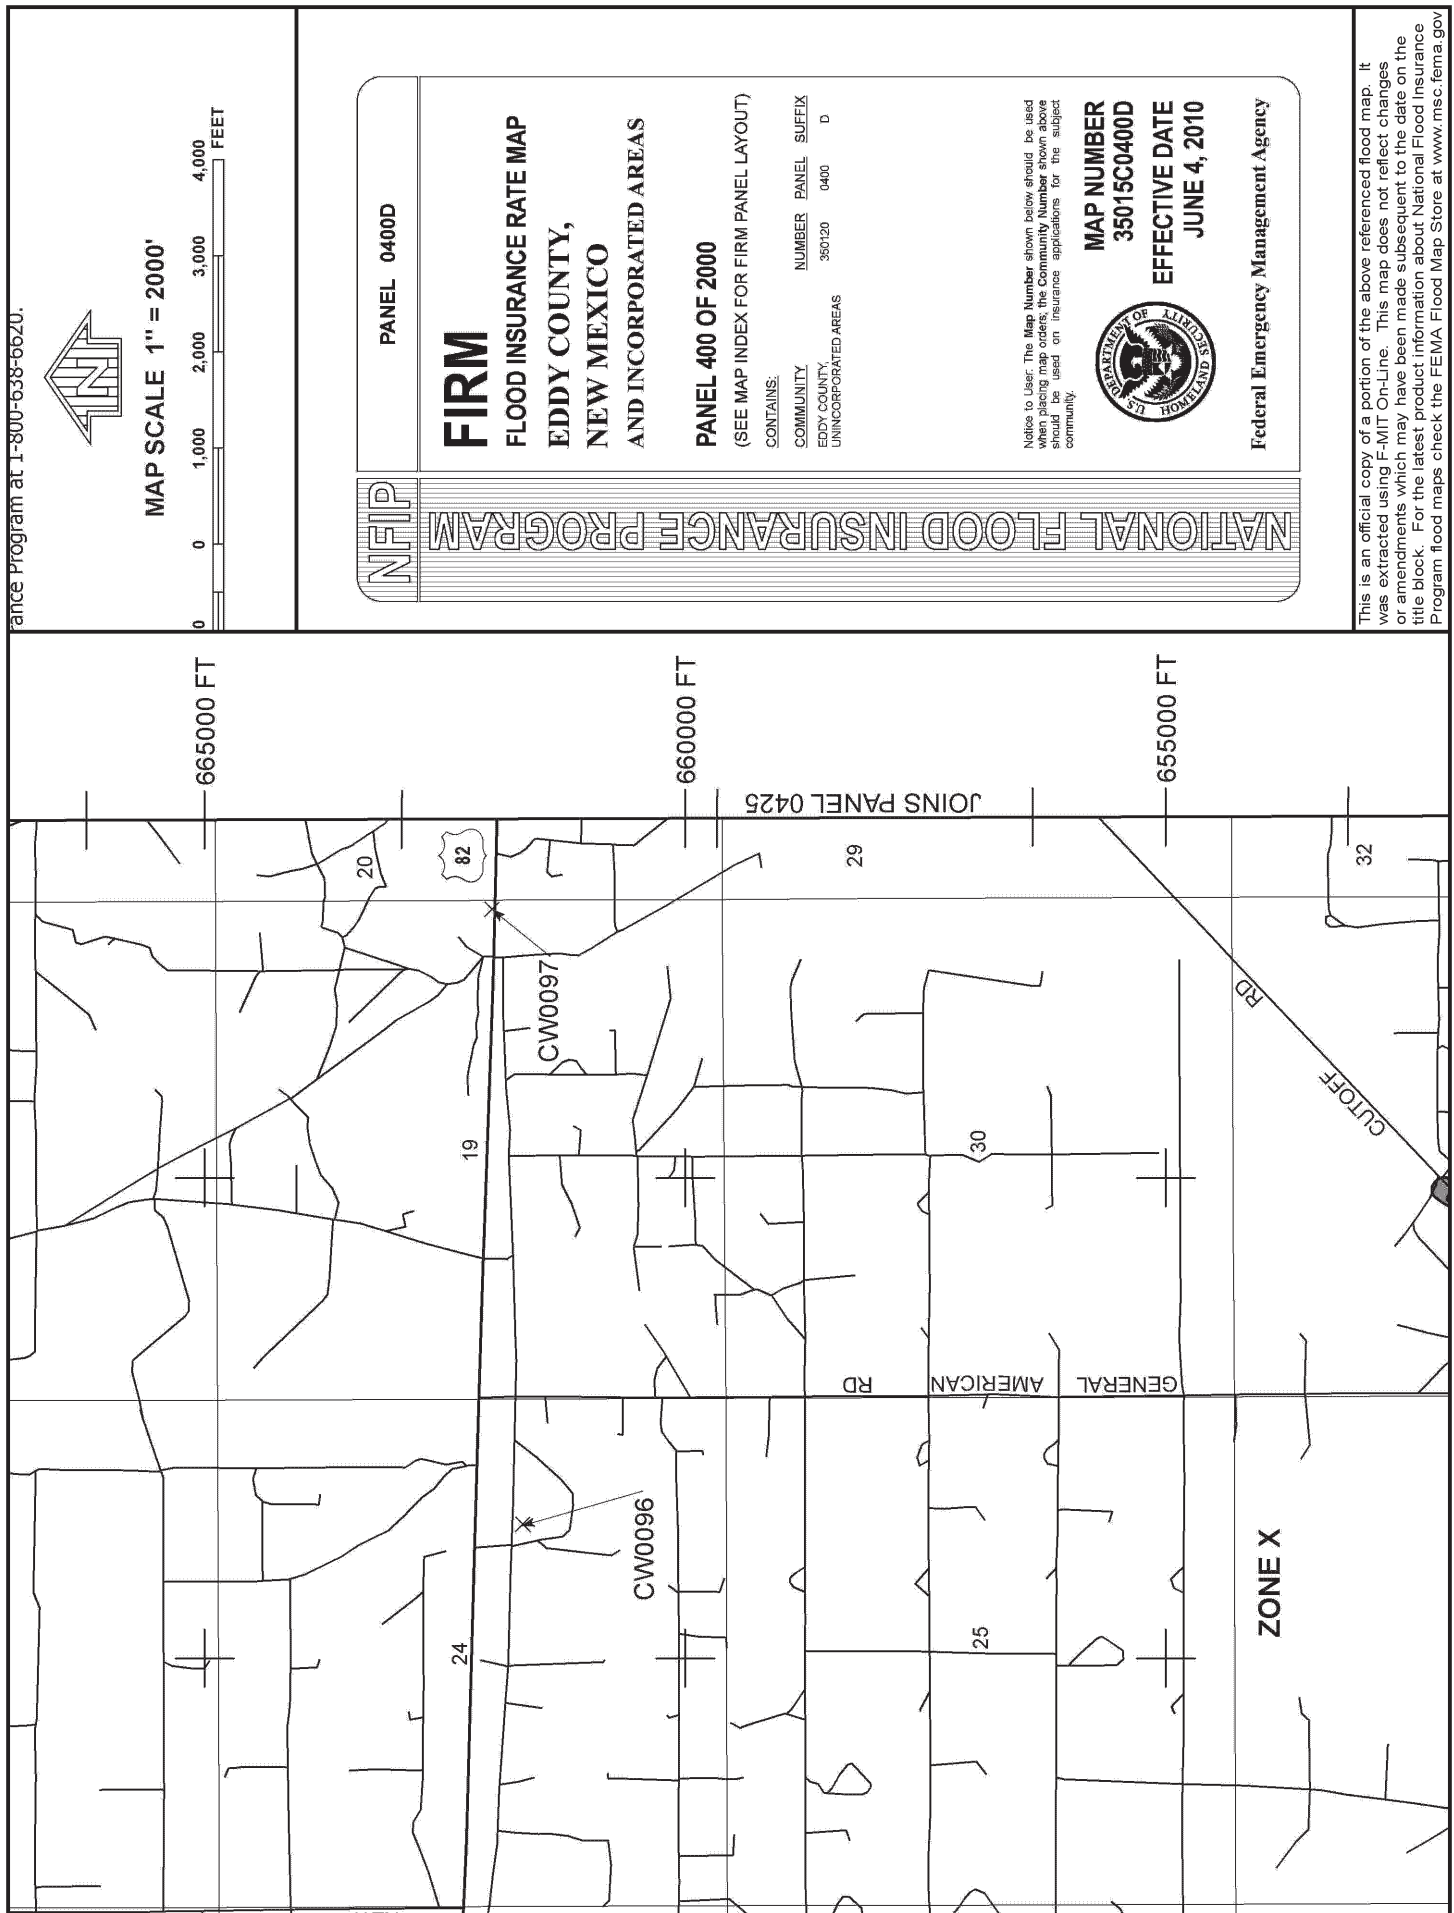 rance Program at 1-800-638-6620.
N
MAP SCALE 1" = 2000'
0 0 1,000 2,000 3,000 4,000
FEET
NFIP
PANEL 0400D
NATIONAL FLOOD INSURANCE PROGRAM
FIRM
FLOOD INSURANCE RATE MAP
EDDY COUNTY,
NEW MEXICO
AND INCORPORATED AREAS
PANEL 400 OF 2000
(SEE MAP INDEX FOR FIRM PANEL LAYOUT)
CONTAINS:
COMMUNITY NUMBER PANEL SUFFIX
EDDY COUNTY, 350120 0400 D
UNINCORPORATED AREAS
Notice to User: The Map Number shown below should be used
when placing map orders; the Community Number shown above
should be used on insurance applications for the subject
community.
U.S. DEPARTMENT OF HOMELAND SECURITY
MAP NUMBER
35015C0400D
EFFECTIVE DATE
JUNE 4, 2010
Federal Emergency Management Agency
This is an official copy of a portion of the above referenced flood map. It
was extracted using F-MIT On-Line. This map does not reflect changes
or amendments which may have been made subsequent to the date on the
title block. For the latest product information about National Flood Insurance
Program flood maps check the FEMA Flood Map Store at www.msc.fema.gov
665000 FT
660000 FT
655000 FT
JOINS PANEL 0425
20
82
29
32
CW0097
RD
CUTOFF
19
30
GENERAL AMERICAN RD
CW0096
24
25
ZONE X